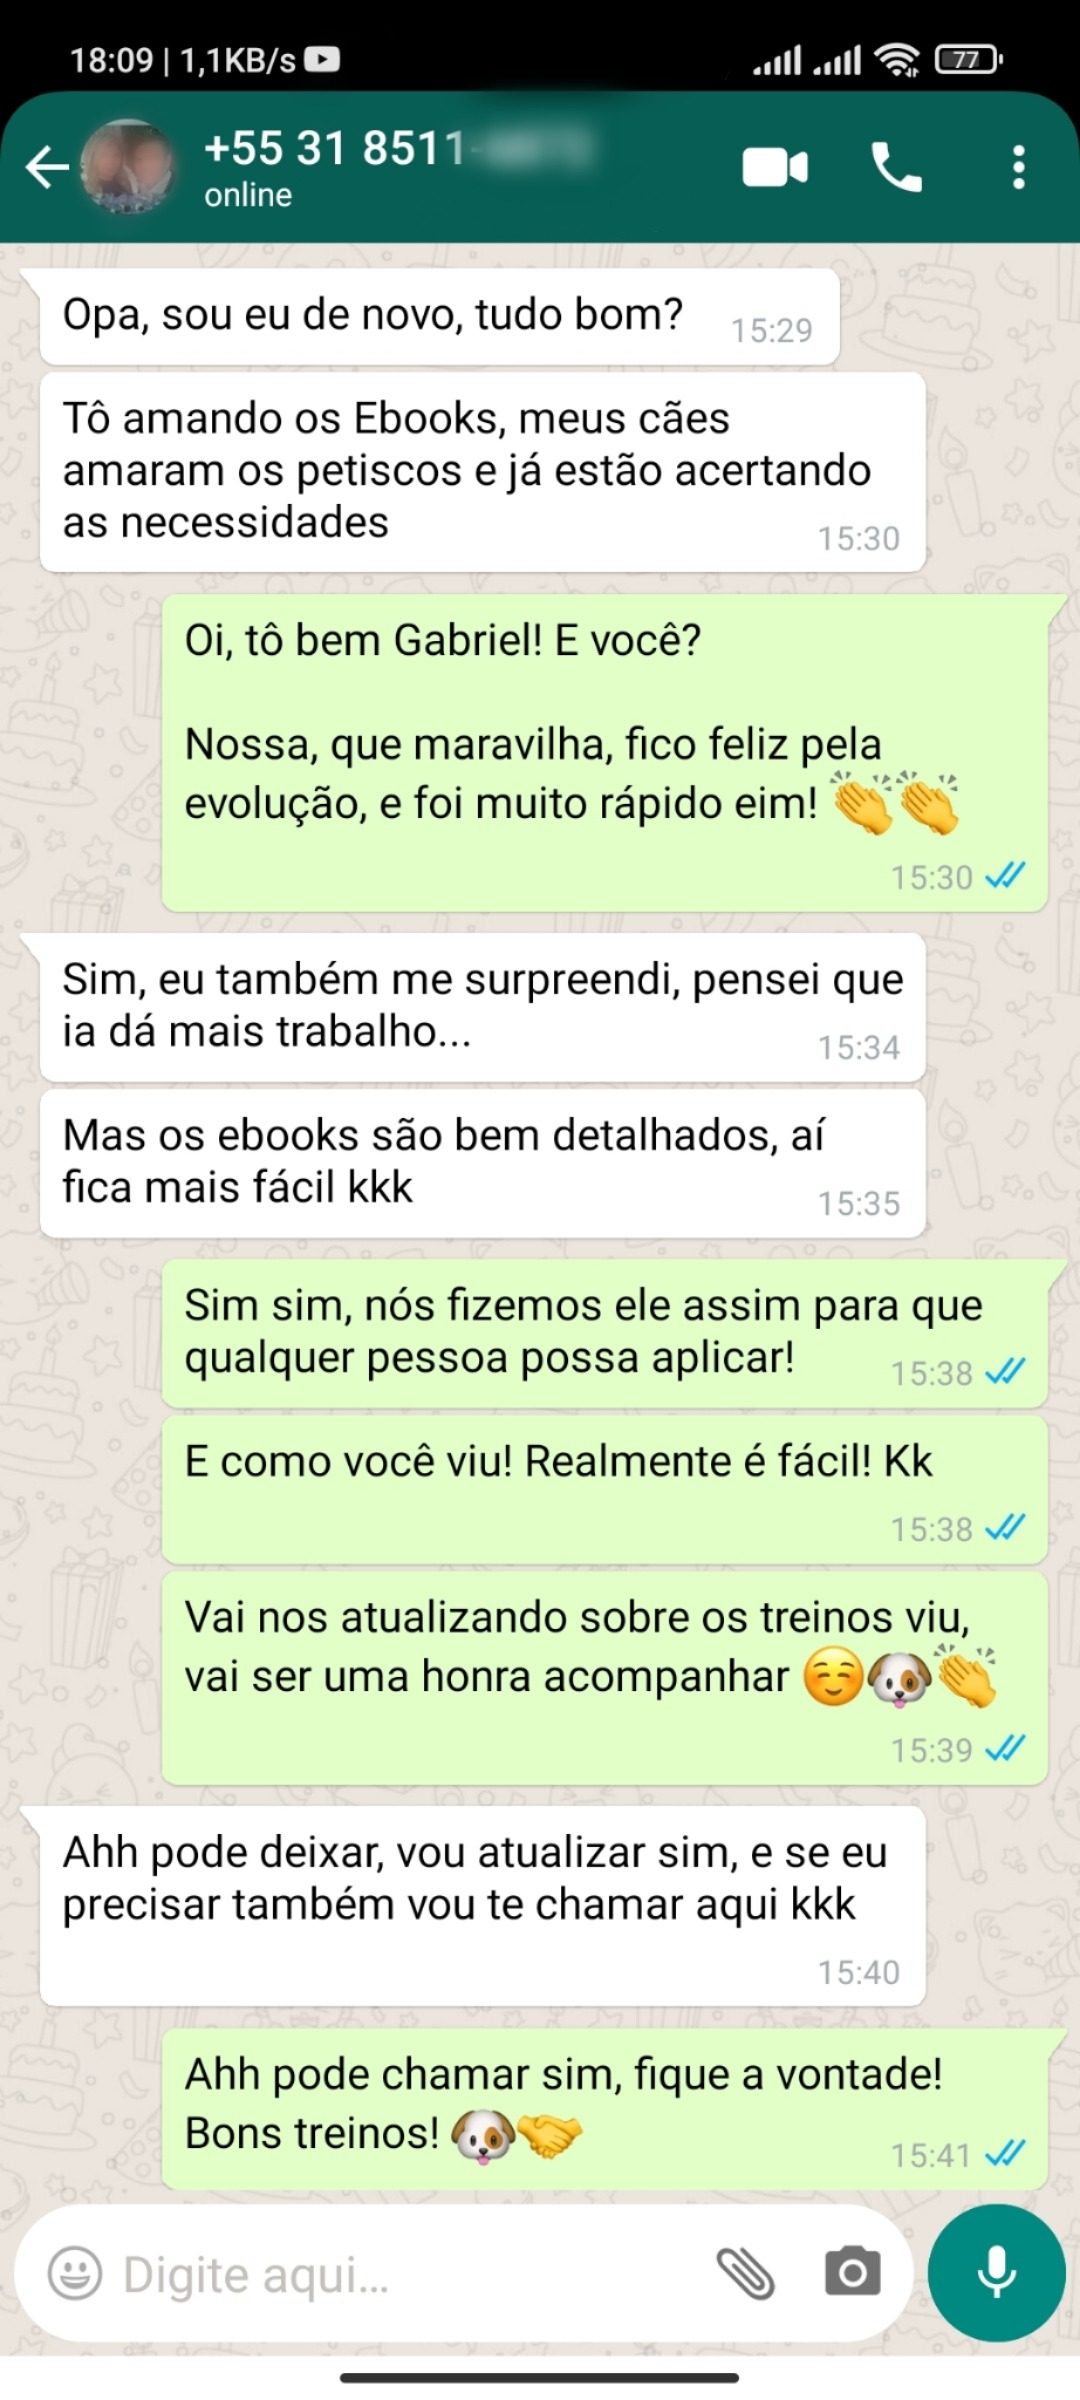 18:09 | 1,1KB/s
77
+55 31 8511-
online
Opa, sou eu de novo, tudo bom?
15:29
Tô amando os Ebooks, meus cães
amaram os petiscos e já estão acertando
as necessidades
15:30
Oi, tô bem Gabriel! E você?
Nossa, que maravilha, fico feliz pela
evolução, e foi muito rápido eim! 👏👏
15:30
Sim, eu também me surpreendi, pensei que
ia dá mais trabalho...
15:34
Mas os ebooks são bem detalhados, aí
fica mais fácil kkk
15:35
Sim sim, nós fizemos ele assim para que
qualquer pessoa possa aplicar!
15:38
E como você viu! Realmente é fácil! Kk
15:38
Vai nos atualizando sobre os treinos viu,
vai ser uma honra acompanhar ☺️🐶👏
15:39
Ahh pode deixar, vou atualizar sim, e se eu
precisar também vou te chamar aqui kkk
15:40
Ahh pode chamar sim, fique a vontade!
Bons treinos! 🐶🤝
15:41
Digite aqui...